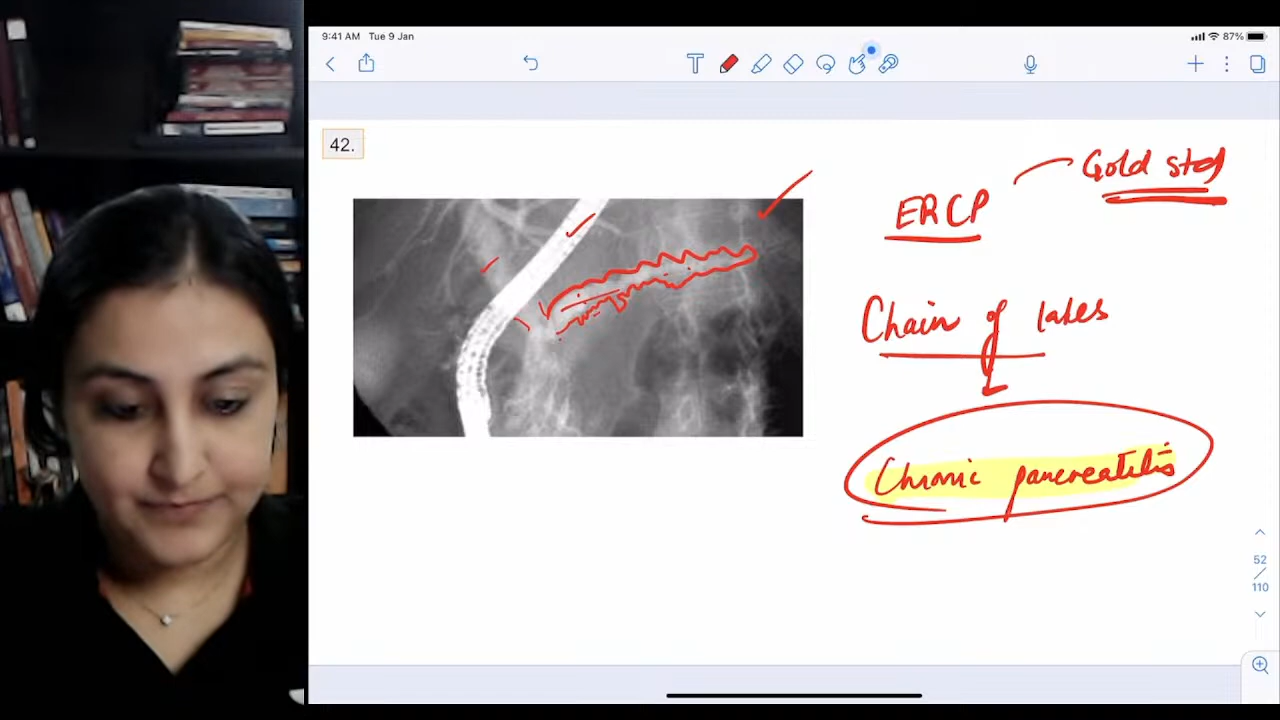 9:41 AM Tue 9 Jan
87%
T
42.
Gold std
ERCP
Chain of lakes
Chronic pancreatitis
52
110